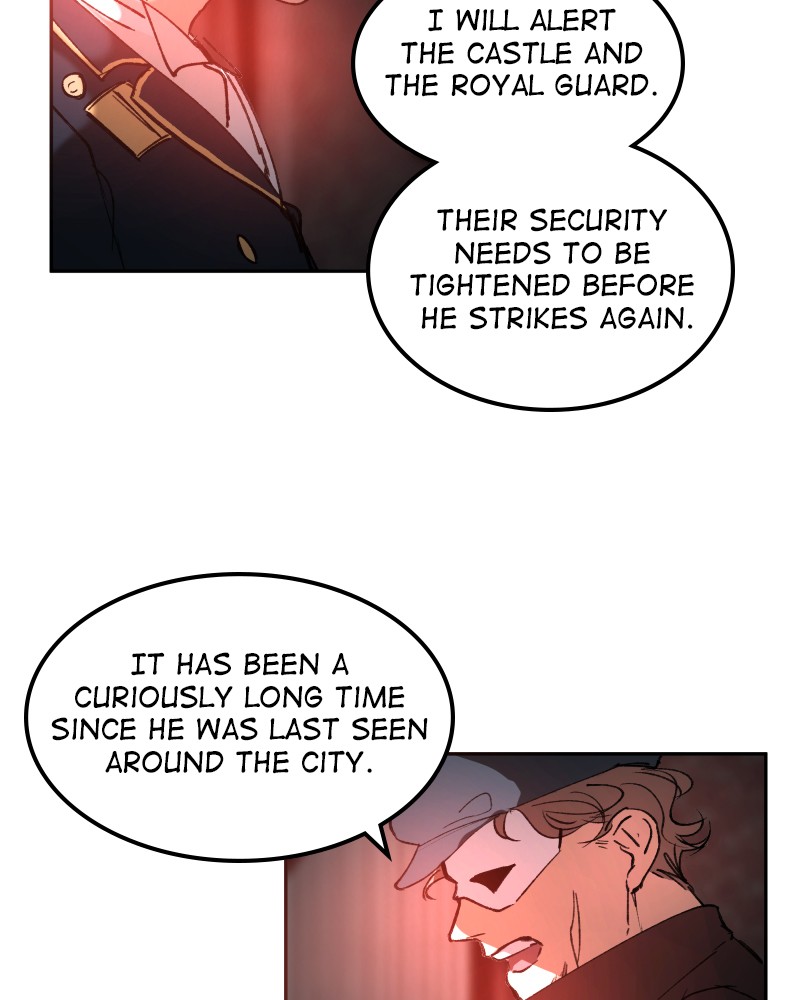 I WILL ALERT
THE CASTLE AND
THE ROYAL GUARD.
THEIR SECURITY
NEEDS TO BE
TIGHTENED BEFORE
HE STRIKES AGAIN.
IT HAS BEEN A
CURIOUSLY LONG TIME
SINCE HE WAS LAST SEEN
AROUND THE CITY.